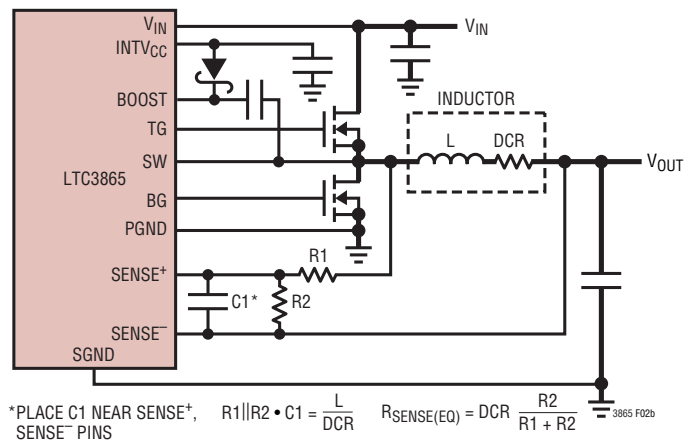 VIN
INTVCC
BOOST
TG
SW
LTC3865
BG
PGND
SENSE+
SENSE–
SGND
VIN
INDUCTOR
L DCR
VOUT
R1
C1*
R2
*PLACE C1 NEAR SENSE+,
SENSE– PINS
R1||R2 • C1 = L/DCR
RSENSE(EQ) = DCR R2/(R1 + R2)
3865 F02b